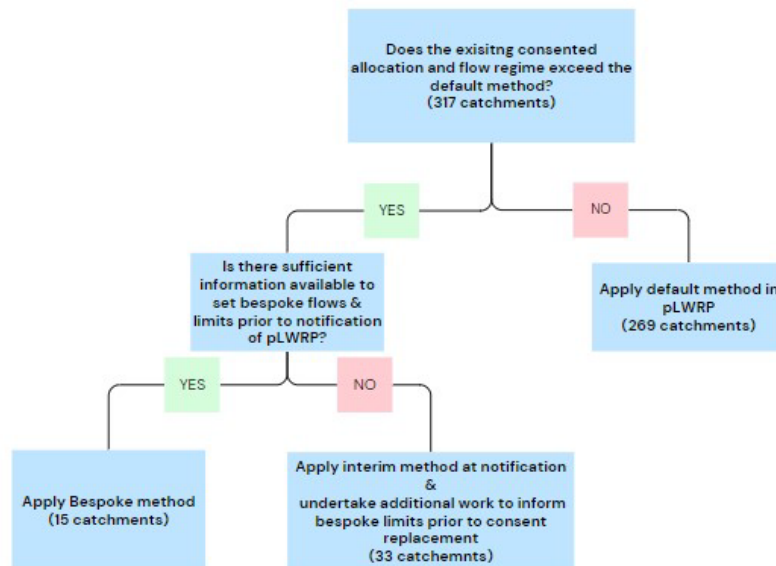 Does the exisitng consented
allocation and flow regime exceed the
default method?
(317 catchments)
YES
NO
Is there sufficient
information available to
set bespoke flows &
limits prior to notification
of pLWRP?
Apply default method in
pLWRP
(269 catchments)
YES
NO
Apply Bespoke method
(15 catchments)
Apply interim method at notification
&
undertake additional work to inform
bespoke limits prior to consent
replacement
(33 catchemnts)